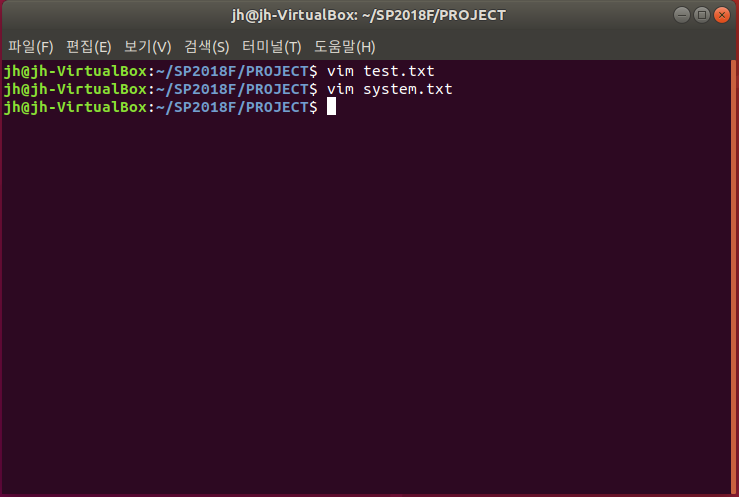 jh@jh-VirtualBox: ~/SP2018F/PROJECT
파일(F) 편집(E) 보기(V) 검색(S) 터미널(T) 도움말(H)
jh@jh-VirtualBox:~/SP2018F/PROJECT$ vim test.txt
jh@jh-VirtualBox:~/SP2018F/PROJECT$ vim system.txt
jh@jh-VirtualBox:~/SP2018F/PROJECT$